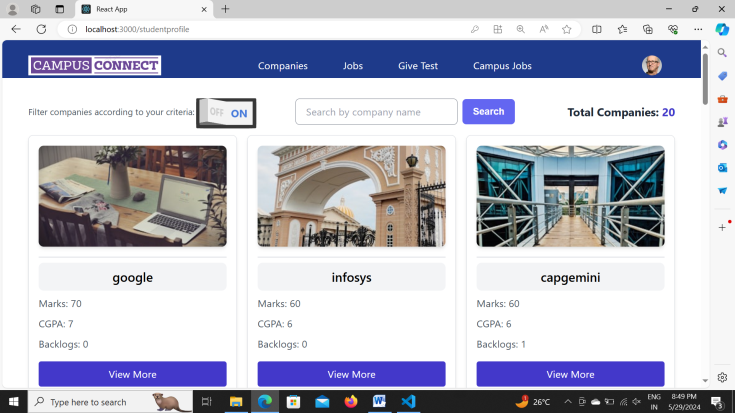 React App
localhost:3000/studentprofile
CAMPUS CONNECT
Companies
Jobs
Give Test
Campus Jobs
Filter companies according to your criteria:
OFF ON
Search by company name
Search
Total Companies: 20
google
infosys
capgemini
Marks: 70
Marks: 60
Marks: 60
CGPA: 7
CGPA: 6
CGPA: 6
Backlogs: 0
Backlogs: 0
Backlogs: 1
View More
View More
View More
Type here to search
26°C
ENG
IN
8:49 PM
5/29/2024
3